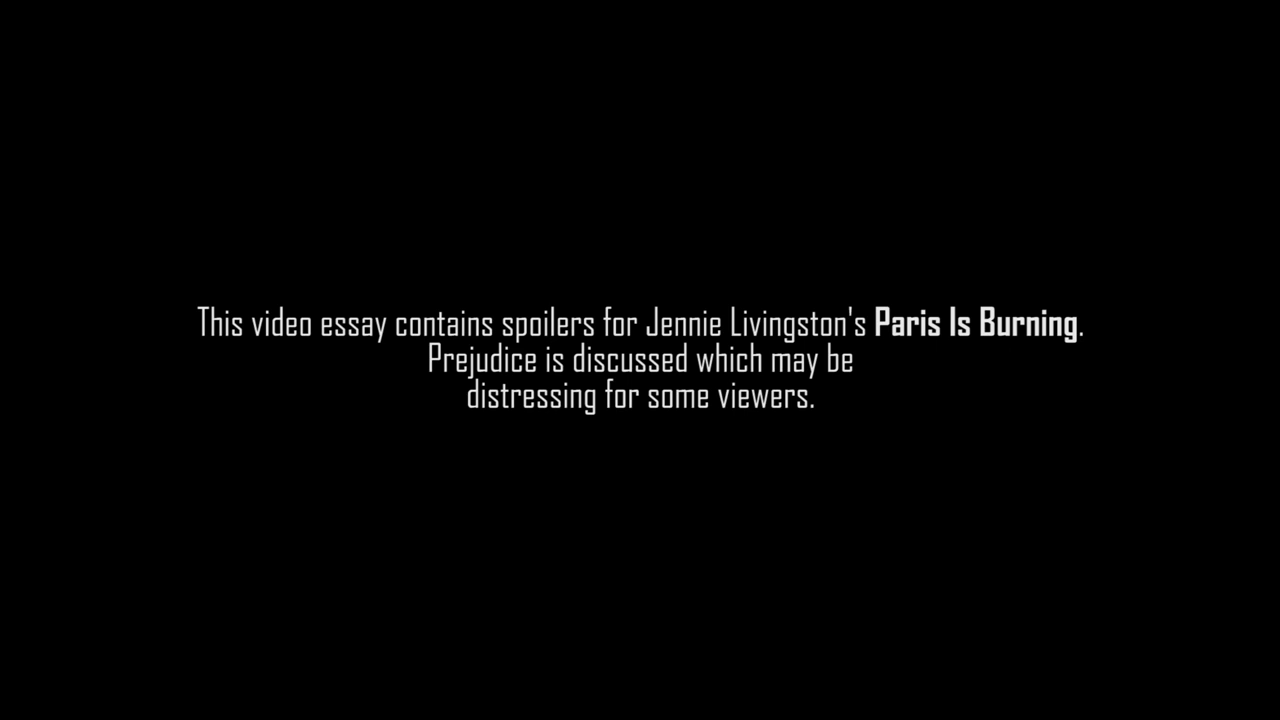 This video essay contains spoilers for Jennie Livingston's Paris Is Burning.
Prejudice is discussed which may be
distressing for some viewers.